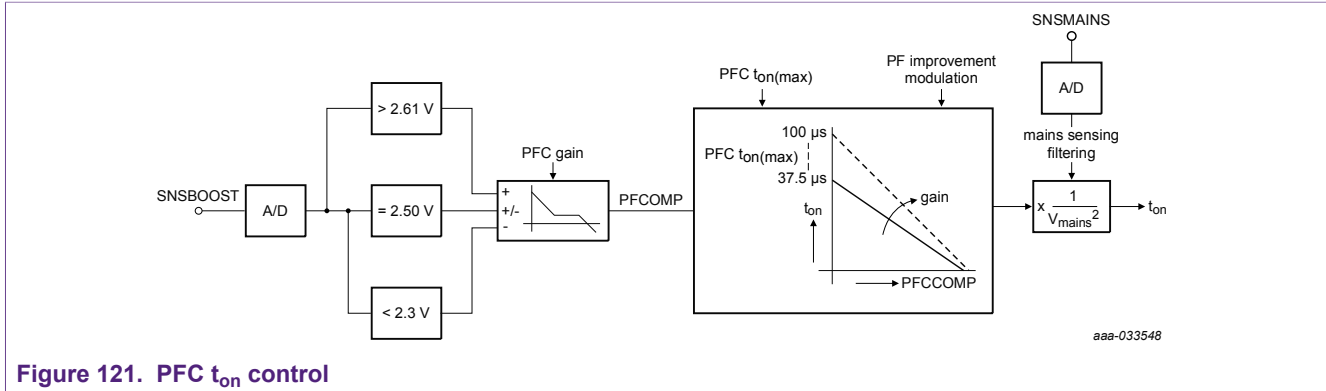 SNSMAINS
PFC ton(max)
PF improvement
modulation
A/D
> 2.61 V
mains sensing
filtering
PFC gain
100 µs
PFC ton(max)
37.5 µs
SNSBOOST
A/D
= 2.50 V
+
+/-
-
PFCOMP
ton
gain
x 1
Vmains2
ton
PFCCOMP
< 2.3 V
aaa-033548
Figure 121. PFC ton control